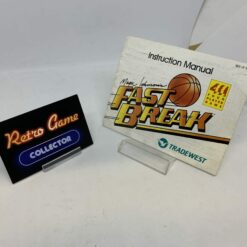 Retro Game
COLLECTOR
Instruction Manual
Magic Johnson's
FAST
BREAK
TRADEWEST